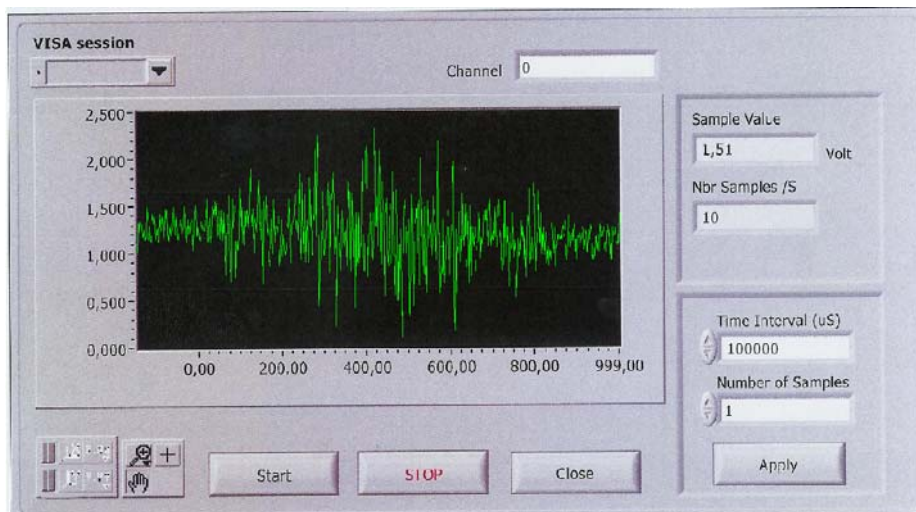 VISA session
Channel 0
2,500
2,000
1,500
1,000
0,500
0,000
0,00 200,00 400,00 600,00 800,00 999,00
Sample Value
1,51 Volt
Nbr Samples /S
10
Time Interval (uS)
100000
Number of Samples
1
Apply
Start STOP Close